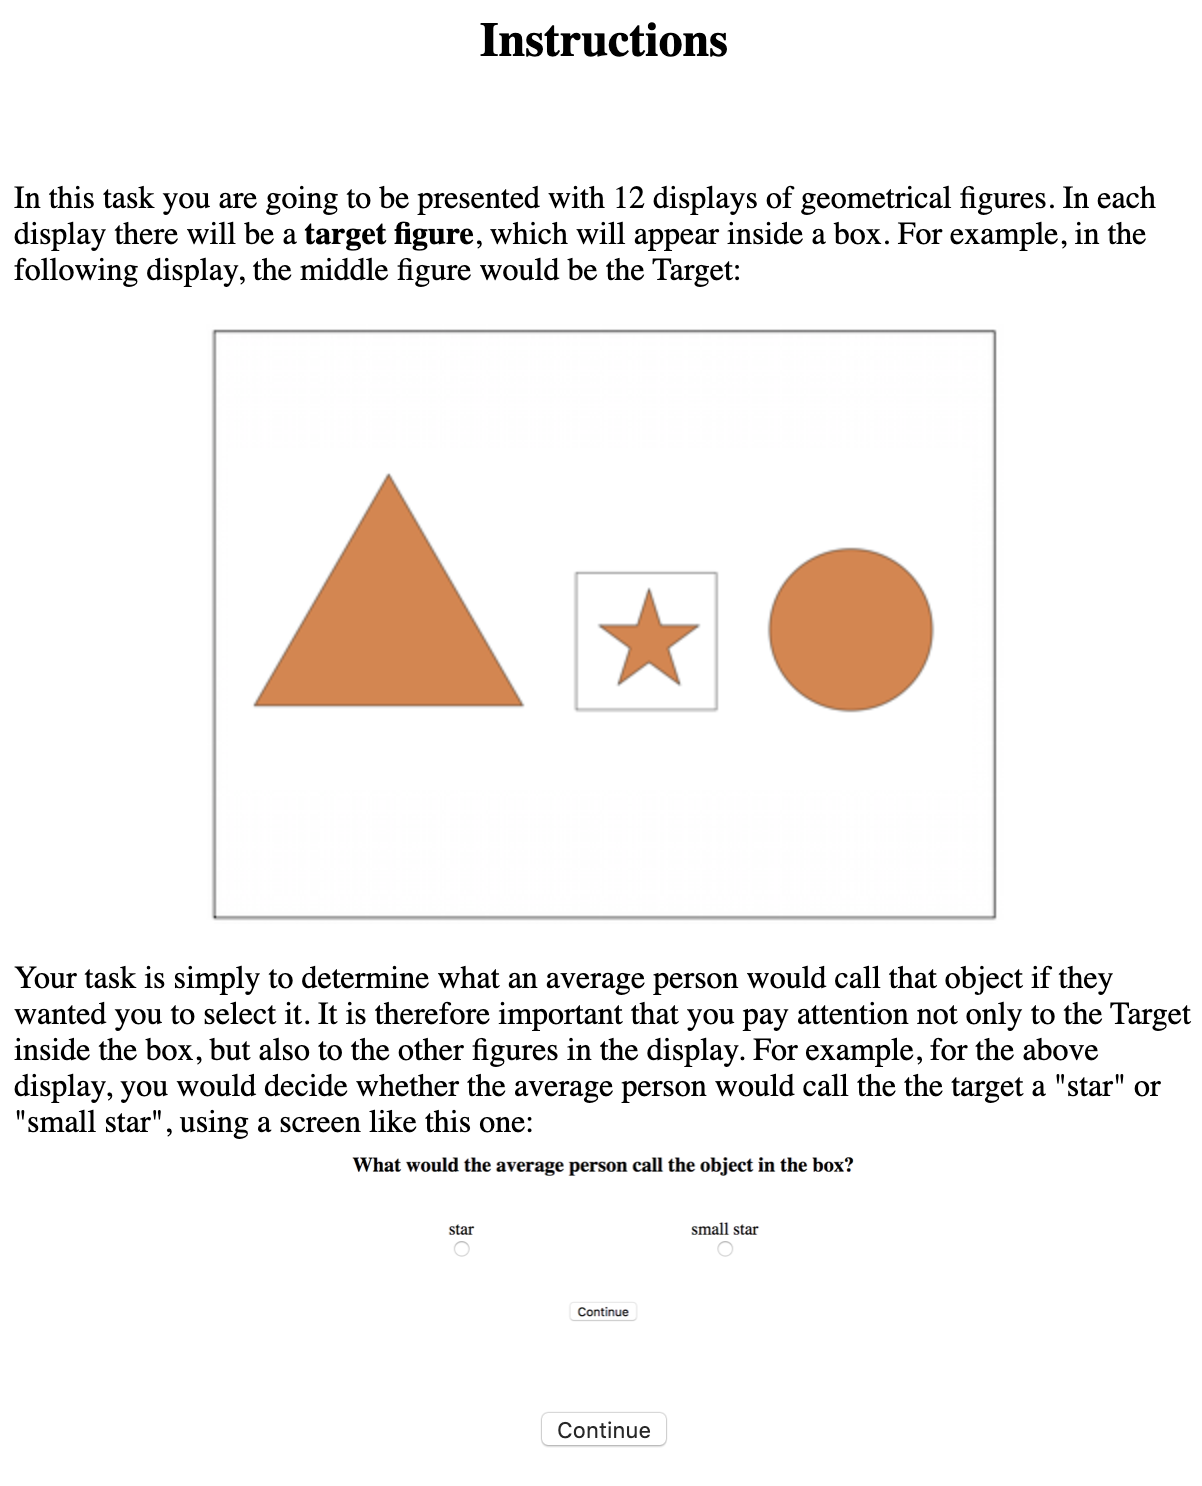 Instructions
In this task you are going to be presented with 12 displays of geometrical figures. In each
display there will be a target figure, which will appear inside a box. For example, in the
following display, the middle figure would be the Target:
Your task is simply to determine what an average person would call that object if they
wanted you to select it. It is therefore important that you pay attention not only to the Target
inside the box, but also to the other figures in the display. For example, for the above
display, you would decide whether the average person would call the the target a "star" or
"small star", using a screen like this one:
What would the average person call the object in the box?
star small star
Continue
Continue